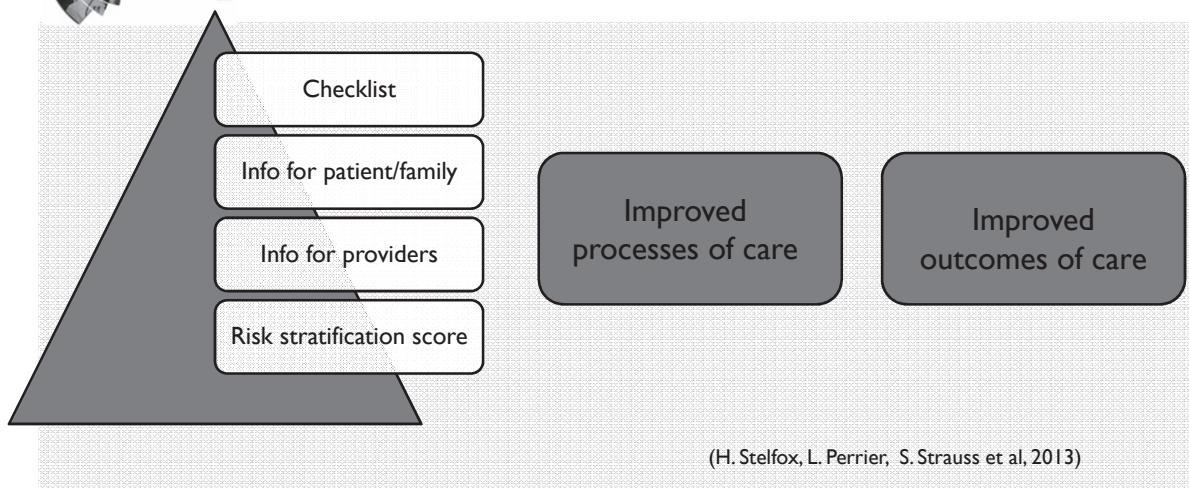 Checklist
Info for patient/family
Info for providers
Risk stratification score
Improved
processes of care
Improved
outcomes of care
(H. Stelfox, L. Perrier, S. Strauss et al, 2013)